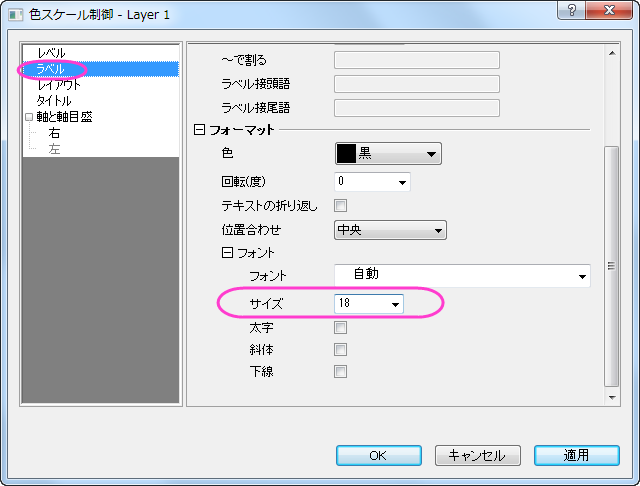 色スケール制御 - Layer 1
レベル
ラベル
レイアウト
タイトル
軸と軸目盛
右
左
～で割る
ラベル接頭語
ラベル接尾語
フォーマット
色 黒
回転(度) 0
テキストの折り返し
位置合わせ 中央
フォント
フォント 自動
サイズ 18
太字
斜体
下線
OK キャンセル 適用